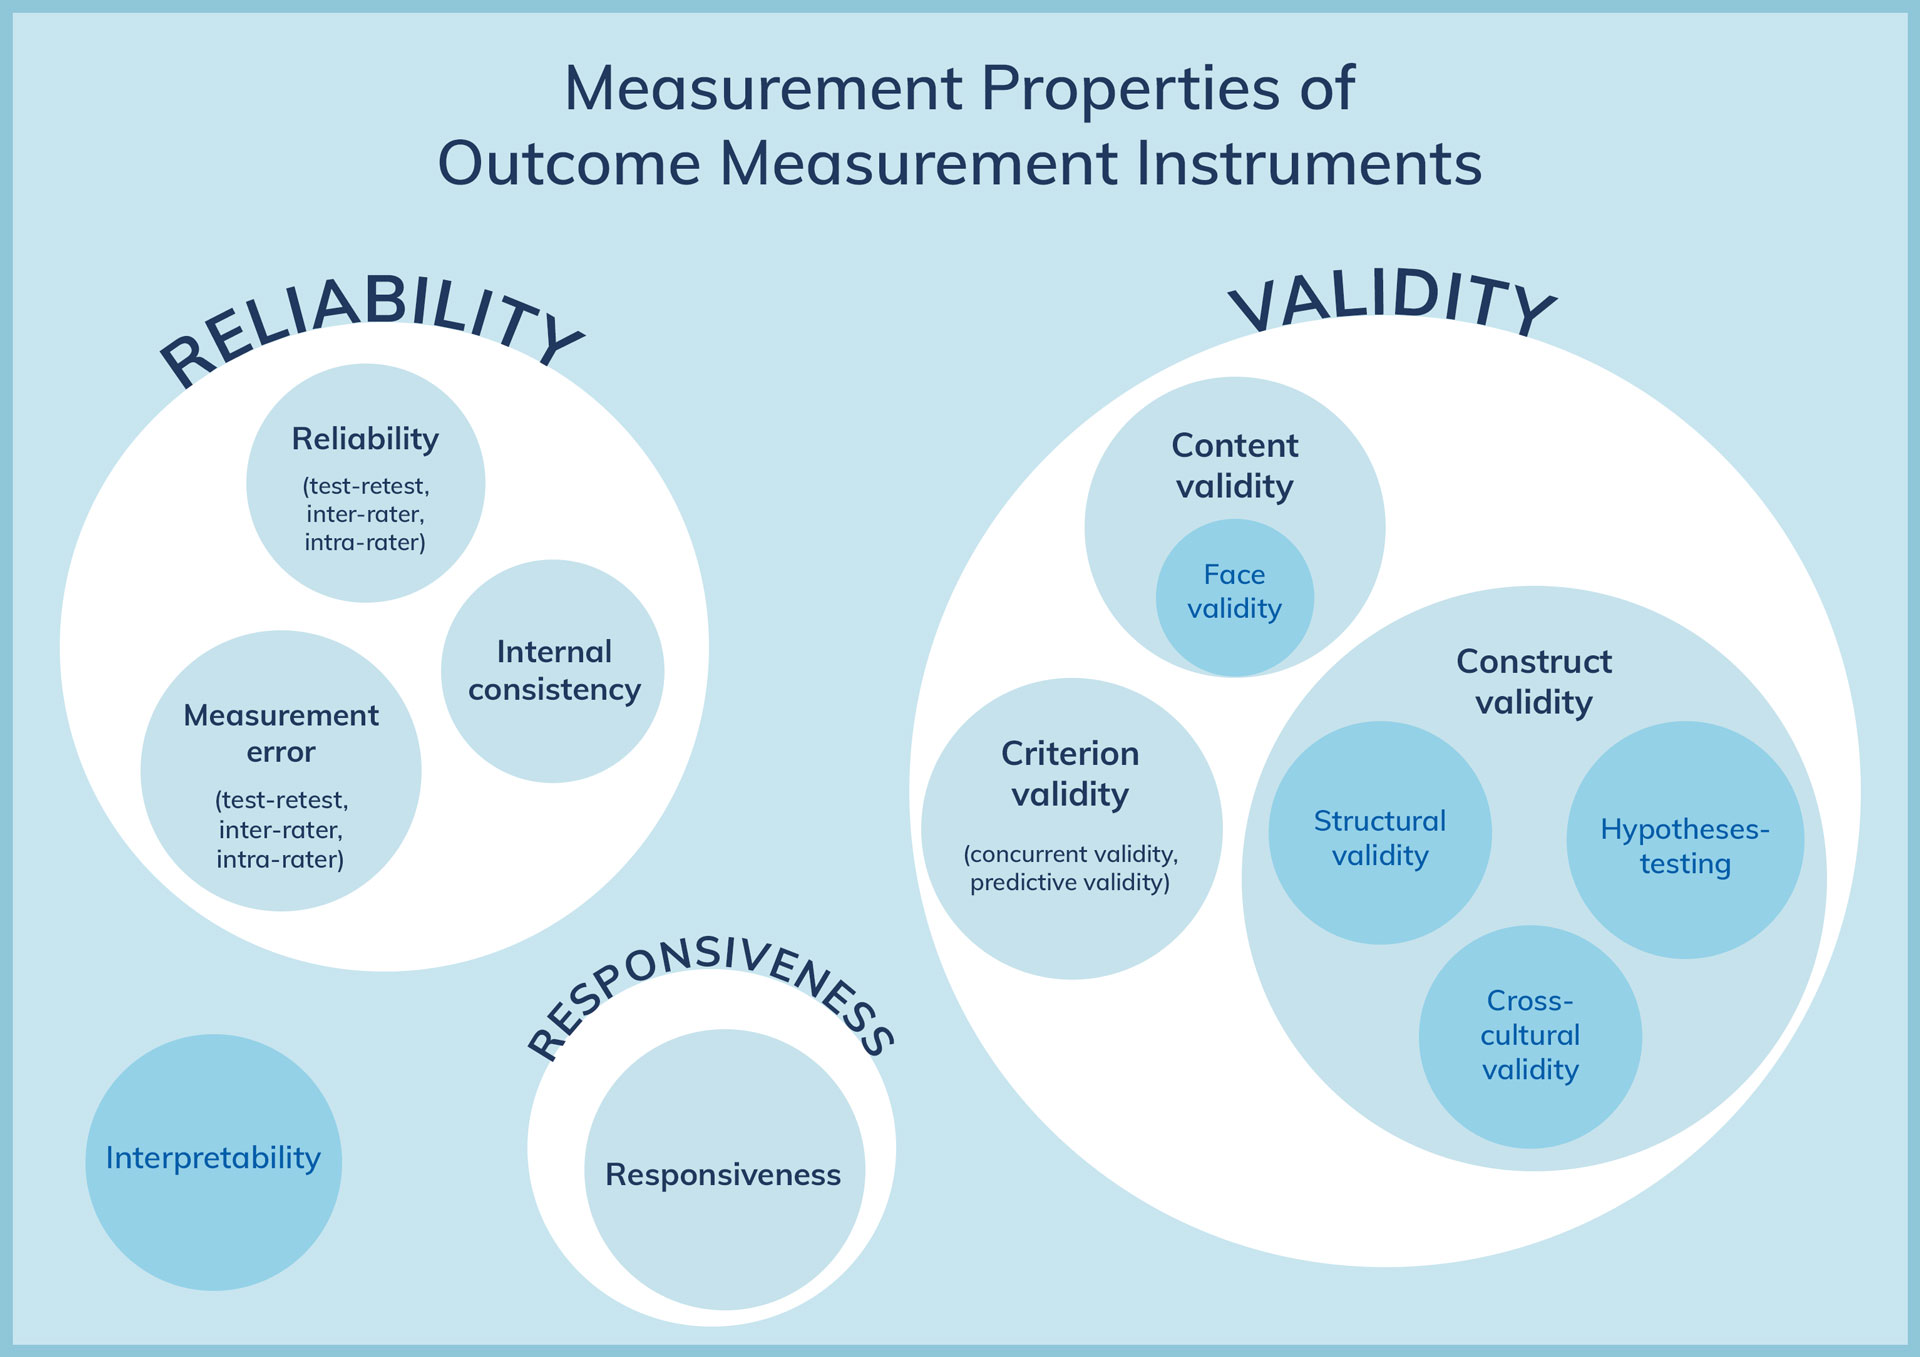 Measurement Properties of
Outcome Measurement Instruments
RELIABILITY
Reliability
(test-retest,
inter-rater,
intra-rater)
Internal
consistency
Measurement
error
(test-retest,
inter-rater,
intra-rater)
VALIDITY
Content
validity
Face
validity
Criterion
validity
(concurrent validity,
predictive validity)
Construct
validity
Structural
validity
Hypotheses-
testing
Cross-
cultural
validity
RESPONSIVENESS
Responsiveness
Interpretability